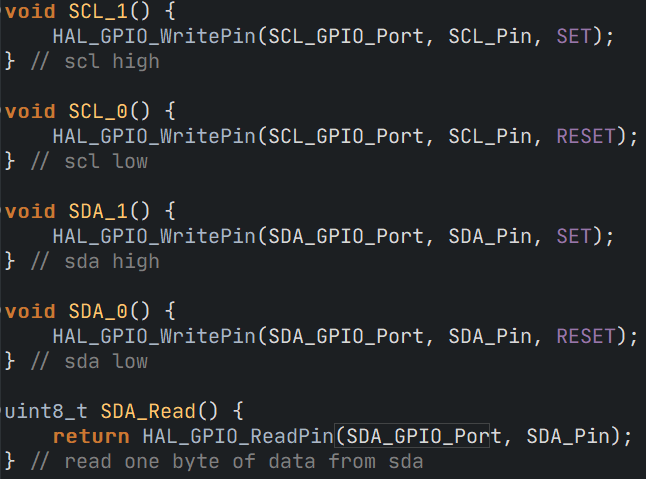 void SCL_1() {
    HAL_GPIO_WritePin(SCL_GPIO_Port, SCL_Pin, SET);
} // scl high
void SCL_0() {
    HAL_GPIO_WritePin(SCL_GPIO_Port, SCL_Pin, RESET);
} // scl low
void SDA_1() {
    HAL_GPIO_WritePin(SDA_GPIO_Port, SDA_Pin, SET);
} // sda high
void SDA_0() {
    HAL_GPIO_WritePin(SDA_GPIO_Port, SDA_Pin, RESET);
} // sda low
uint8_t SDA_Read() {
    return HAL_GPIO_ReadPin(SDA_GPIO_Port, SDA_Pin);
} // read one byte of data from sda